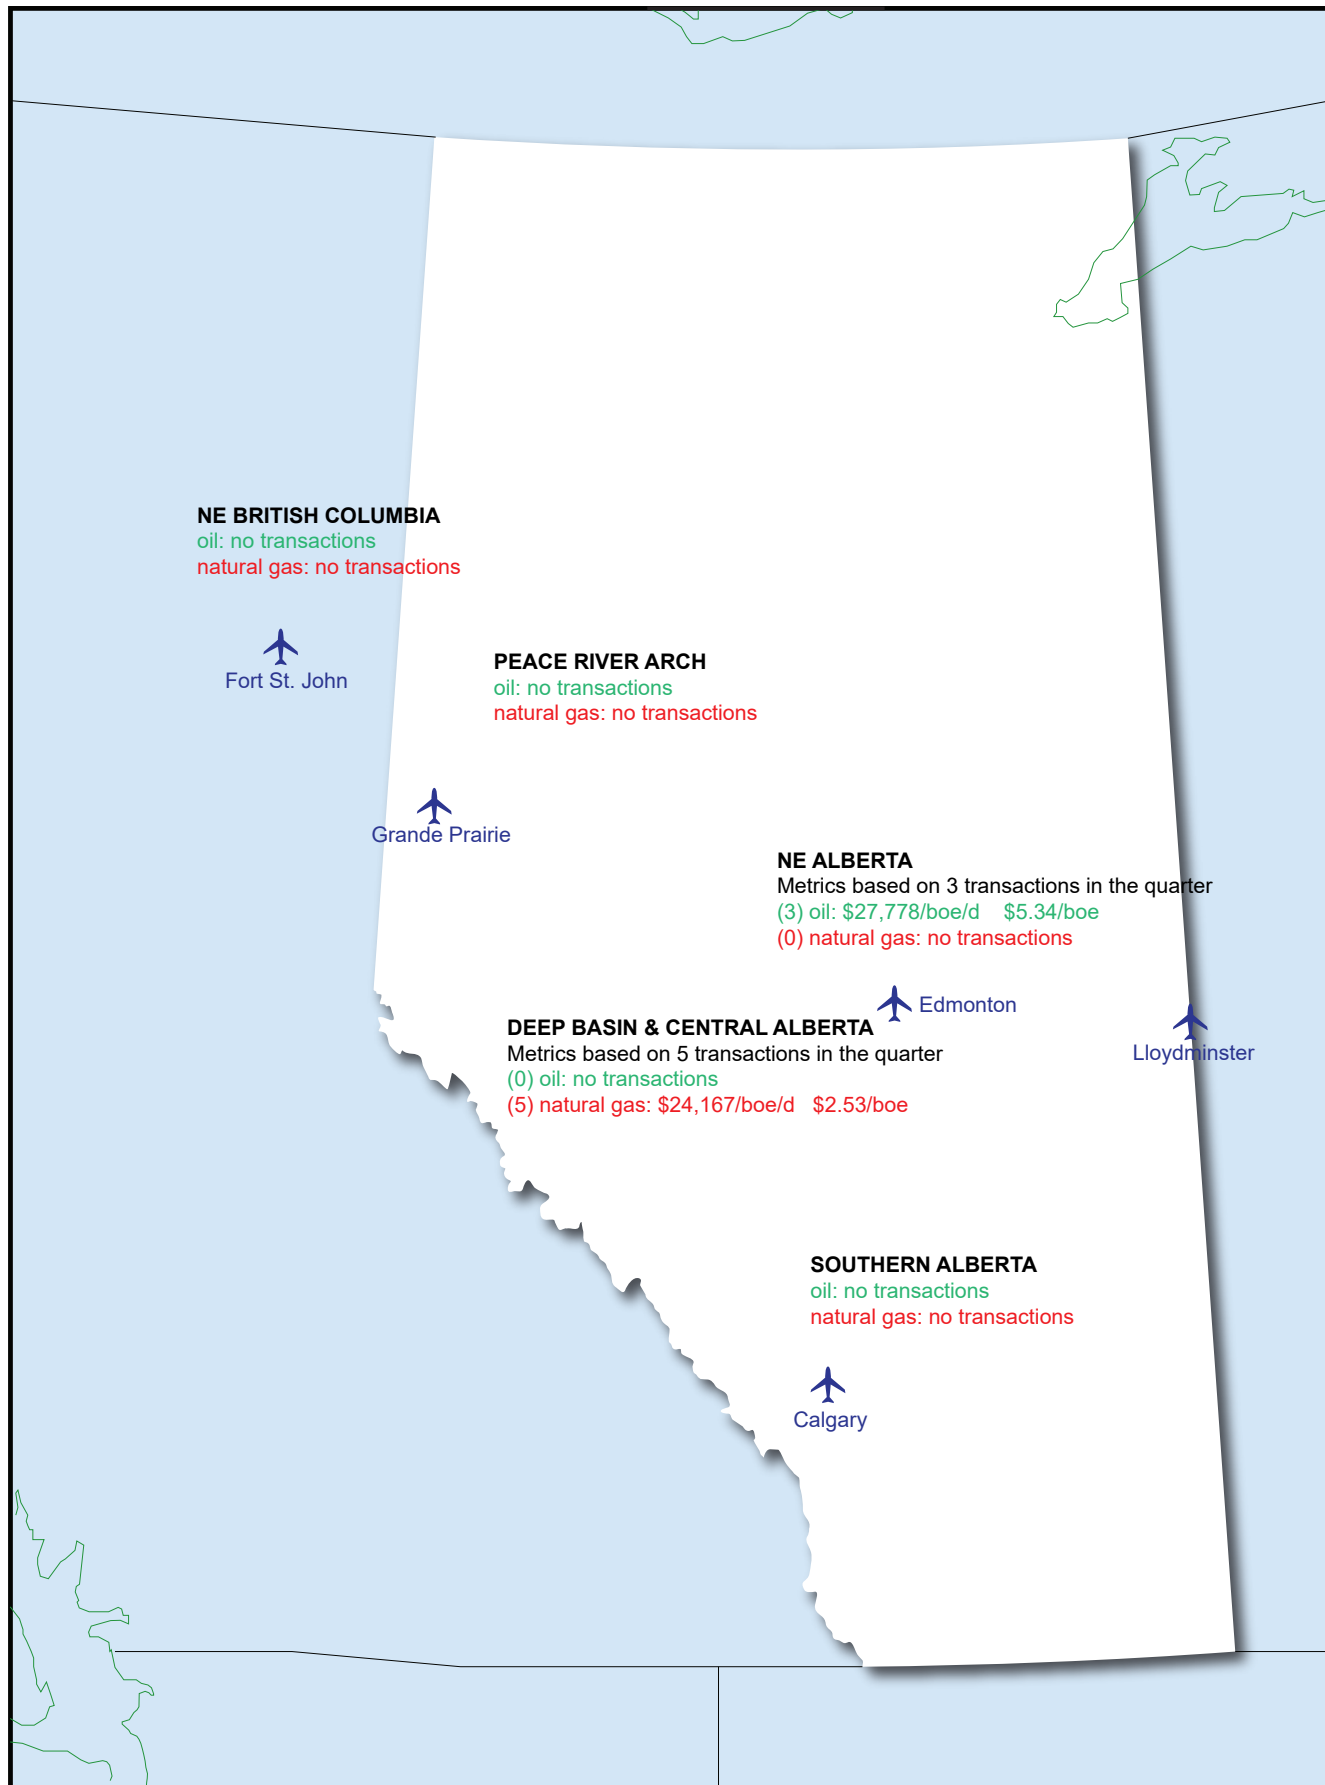 NE BRITISH COLUMBIA
oil: no transactions
natural gas: no transactions
Fort St. John
PEACE RIVER ARCH
oil: no transactions
natural gas: no transactions
Grande Prairie
NE ALBERTA
Metrics based on 3 transactions in the quarter
(3) oil: $27,778/boe/d $5.34/boe
(0) natural gas: no transactions
Edmonton
Lloydminster
DEEP BASIN & CENTRAL ALBERTA
Metrics based on 5 transactions in the quarter
(0) oil: no transactions
(5) natural gas: $24,167/boe/d $2.53/boe
SOUTHERN ALBERTA
oil: no transactions
natural gas: no transactions
Calgary